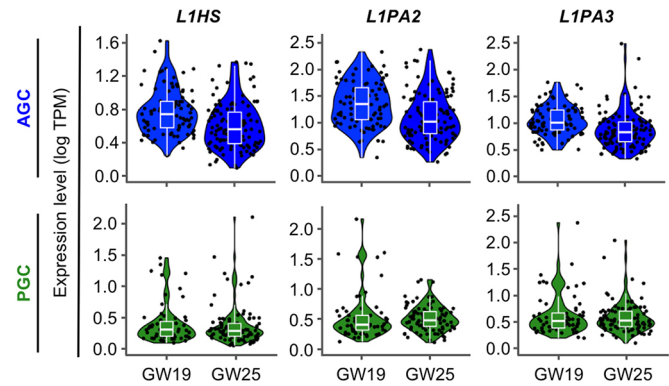 L1HS L1PA2 L1PA3
AGC
PGC
Expression level (log TPM)
1.6 2.5 2.5
1.2 2.0 2.0
0.8 1.5 1.5
0.4 1.0 1.0
0.0 0.5 0.5
0.0 0.0
2.0 2.0 2.5
1.5 1.5 2.0
1.0 1.0 1.5
0.5 0.5 1.0
0.0 0.0 0.5
0.0
GW19 GW25 GW19 GW25 GW19 GW25